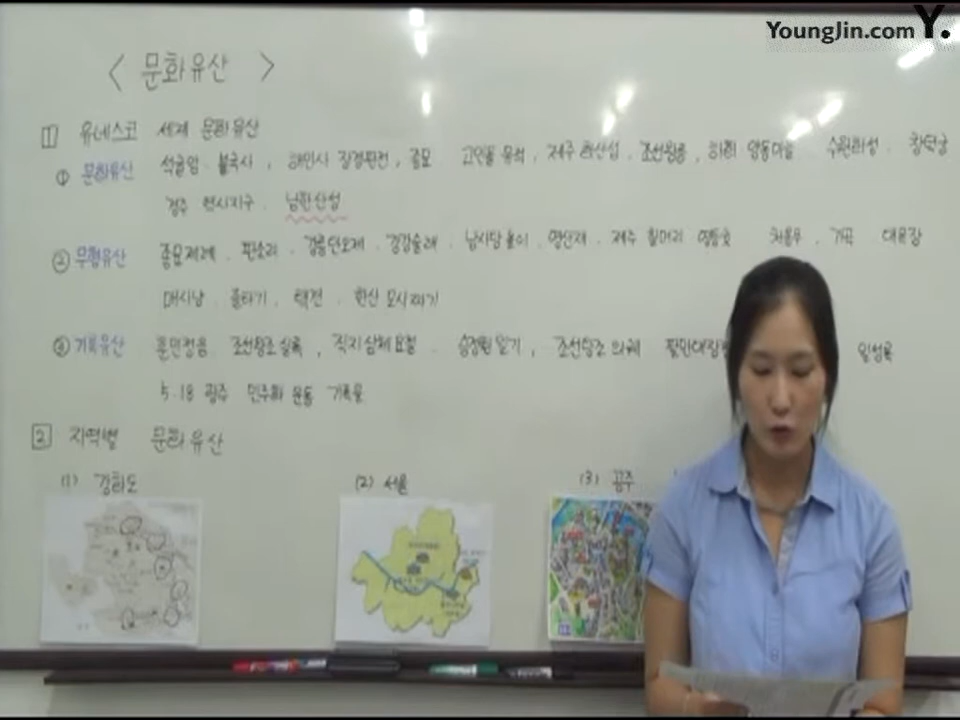 YoungJin.com Y.
< 문화유산 >
1 유네스코 세계 문화유산
① 문화유산 석굴암. 불국사, 해인사 장경판전, 종묘. 고인돌 유적, 제주 화산섬, 조선왕릉, 하회 양동마을 수원화성. 창덕궁
경주 역사지구. 남한산성
② 무형유산 종묘제례. 판소리. 강릉단오제. 강강술래. 남사당놀이. 영산재. 제주 칠머리 영등굿 처용무. 가곡 대목장
매사냥. 줄타기. 택견. 한산 모시짜기
③ 기록유산 훈민정음. 조선왕조실록, 직지심체요절. 승정원일기, 조선왕조 의궤 일성록
5.18 광주 민주화 운동 기록물
2 지역별 문화유산
(1) 강화도 (2) 서울 (3) 공주